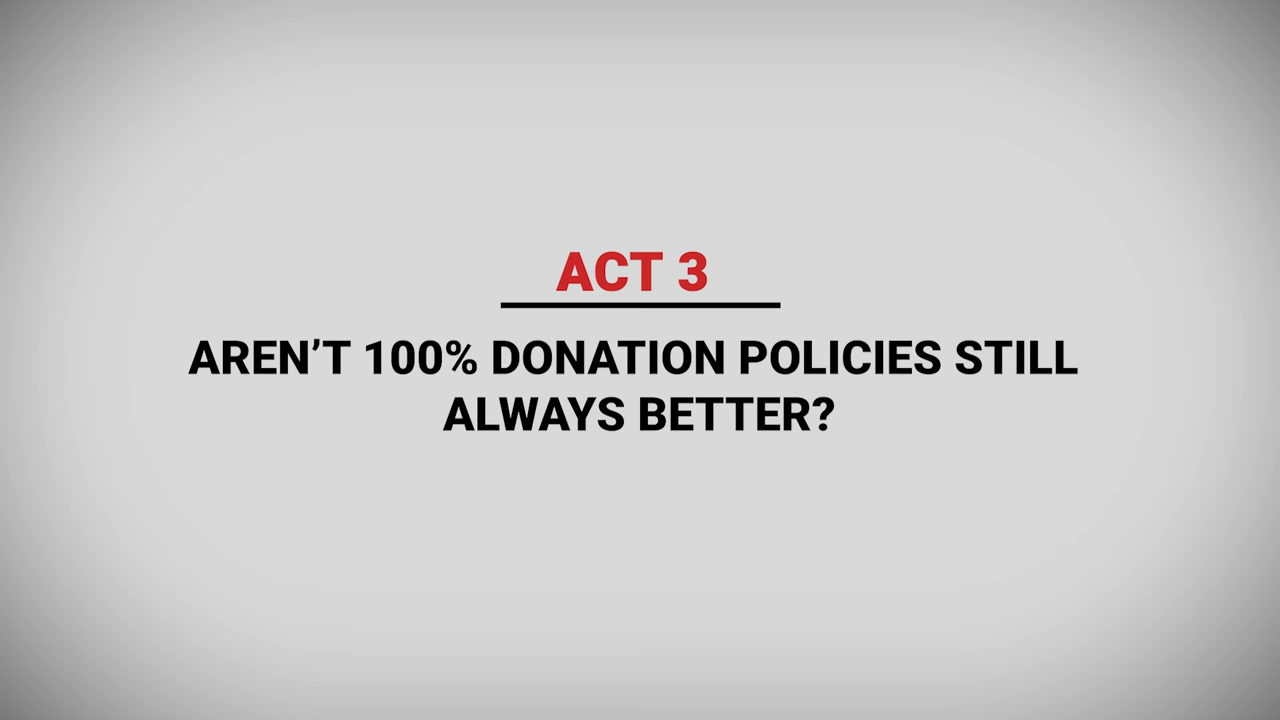 ACT 3
AREN’T 100% DONATION POLICIES STILL
ALWAYS BETTER?